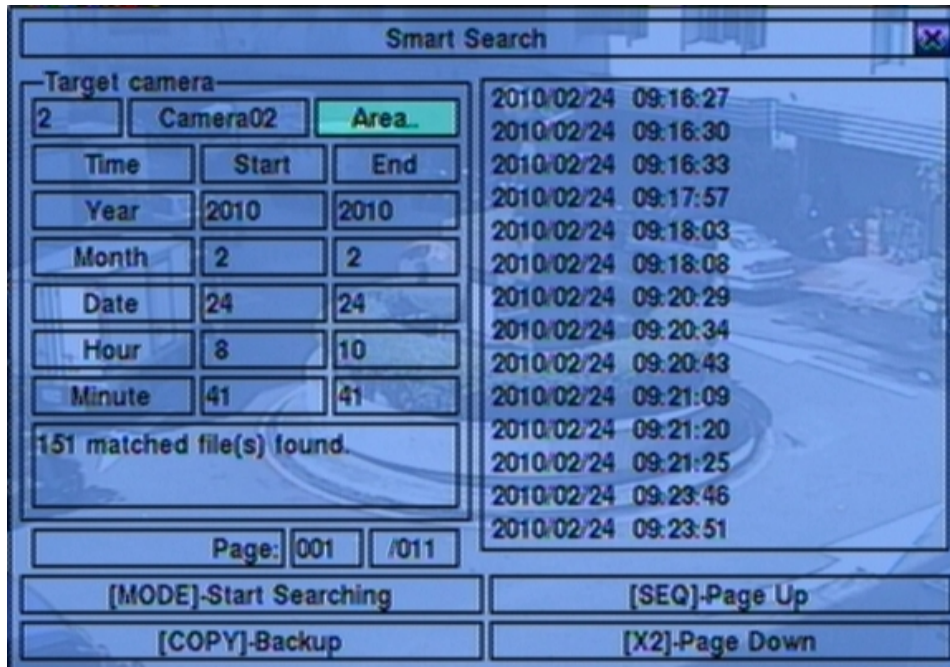 Smart Search
X
Target camera
2 Camera02 Area..
Time Start End
Year 2010 2010
Month 2 2
Date 24 24
Hour 8 10
Minute 41 41
151 matched file(s) found.
Page: 001 /011
2010/02/24 09:16:27
2010/02/24 09:16:30
2010/02/24 09:16:33
2010/02/24 09:17:57
2010/02/24 09:18:03
2010/02/24 09:18:08
2010/02/24 09:20:29
2010/02/24 09:20:34
2010/02/24 09:20:43
2010/02/24 09:21:09
2010/02/24 09:21:20
2010/02/24 09:21:25
2010/02/24 09:23:46
2010/02/24 09:23:51
[MODE]-Start Searching [SEQ]-Page Up
[COPY]-Backup [X2]-Page Down